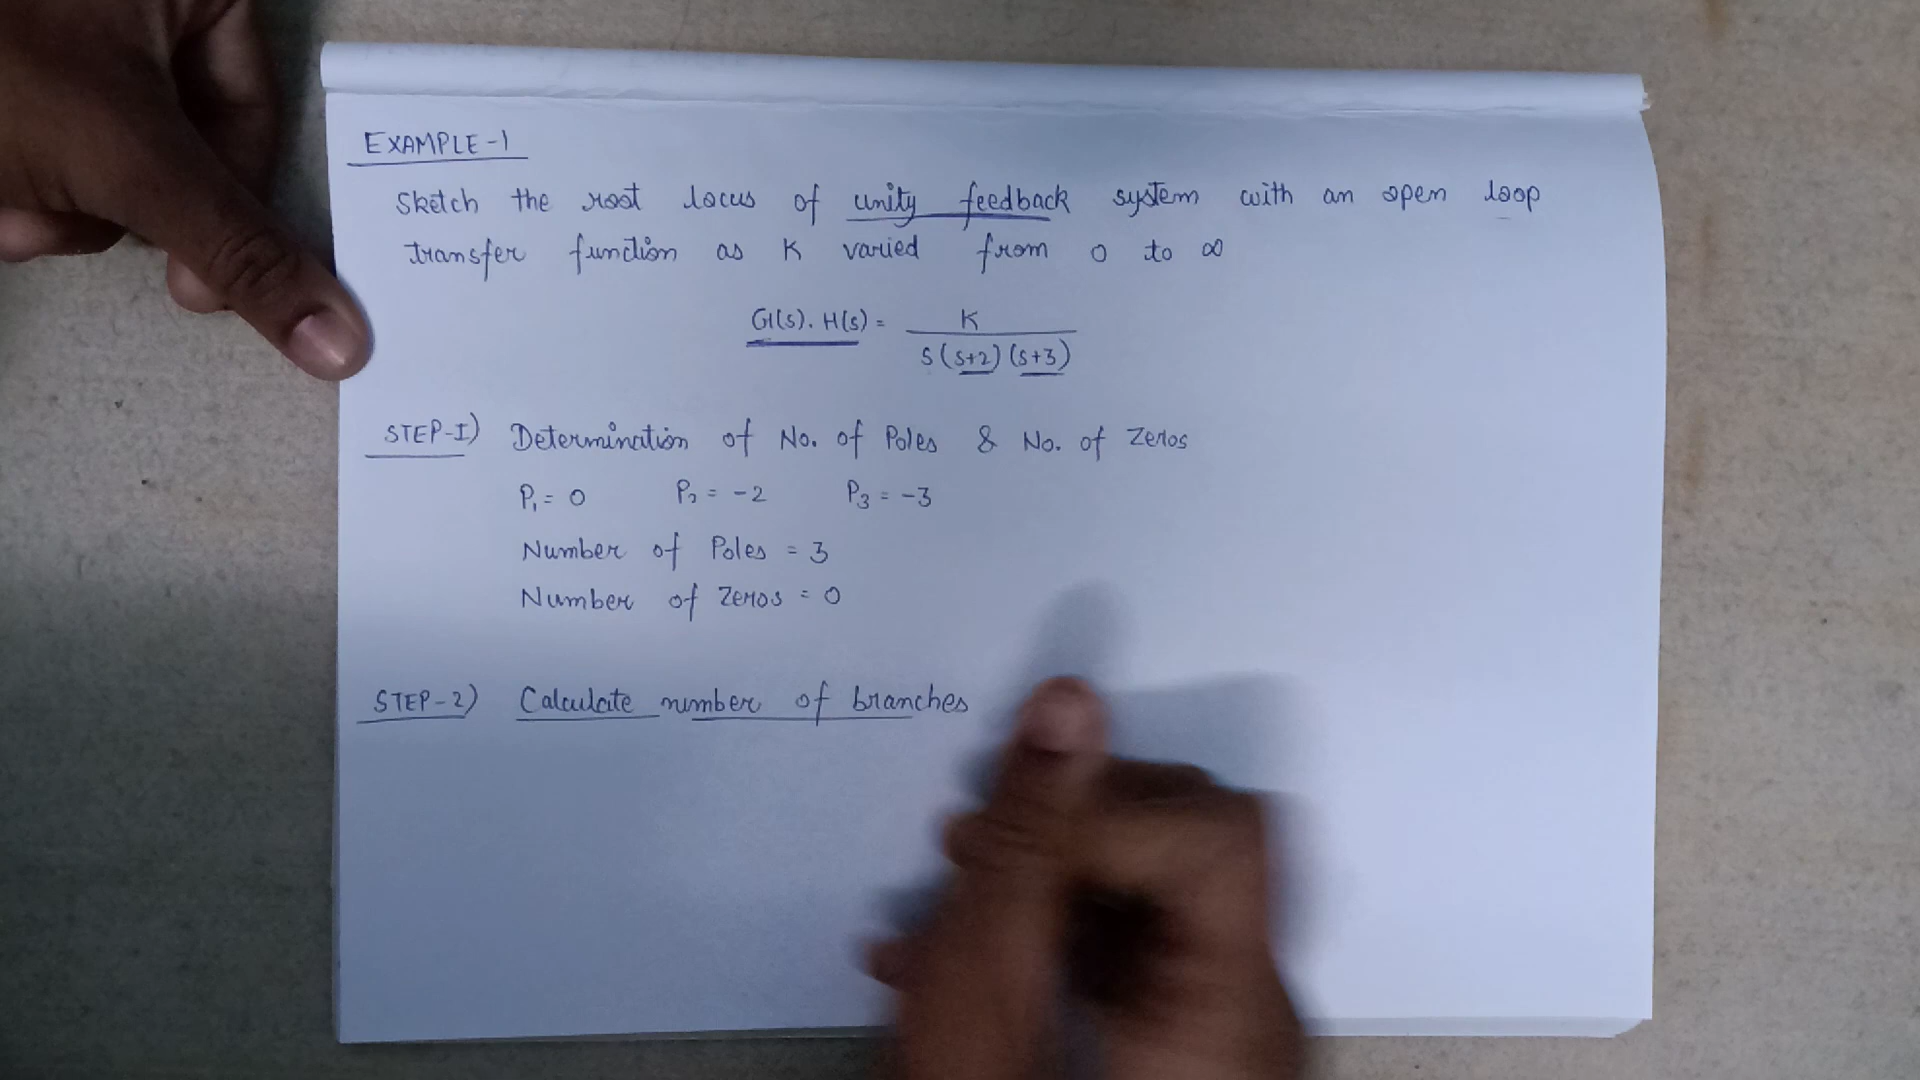 EXAMPLE-1
Sketch the root locus of unity feedback system with an open loop
transfer function as K varied from 0 to ∞
G(s). H(s) = K
s(s+2) (s+3)
STEP-I) Determination of No. of Poles & No. of Zeros
P₁ = 0 P₂ = -2 P₃ = -3
Number of Poles = 3
Number of Zeros = 0
STEP-2) Calculate number of branches